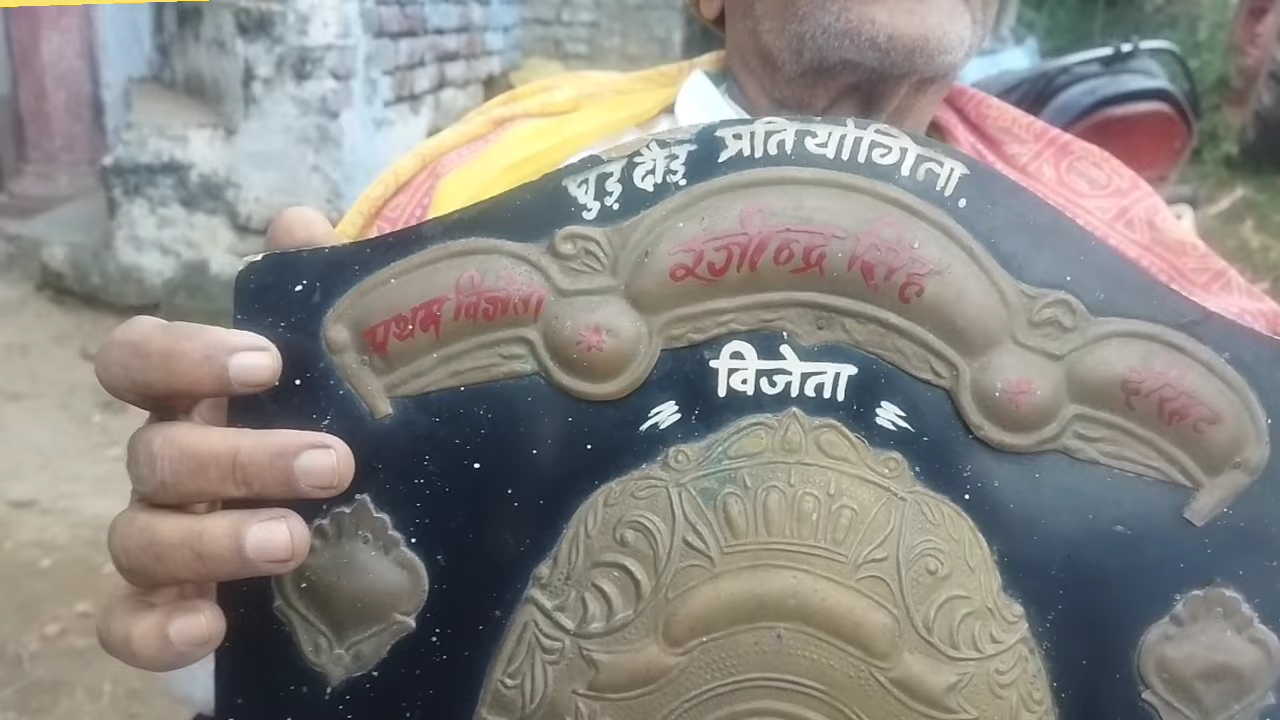 घुड़ दौड़ प्रतियोगिता.
प्रथम विजेता
रजीन्द्र सिंह
विजेता